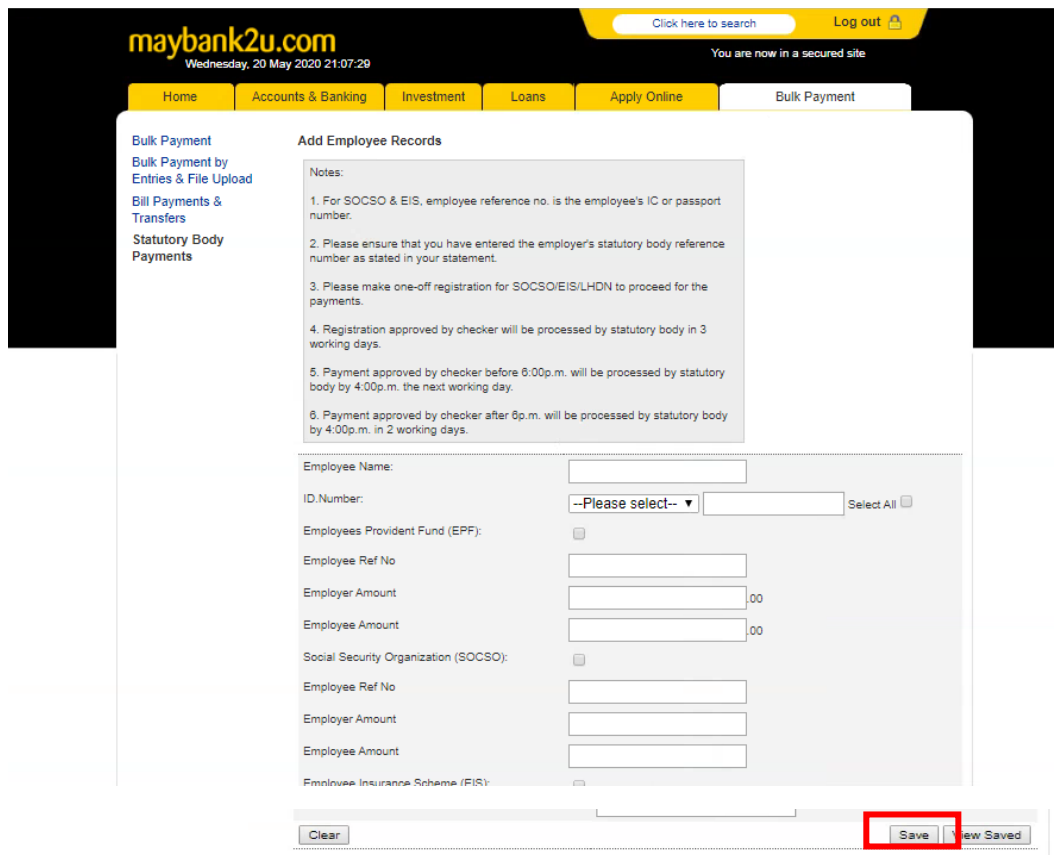 Click here to search
Log out
maybank2u.com
Wednesday, 20 May 2020 21:07:29
You are now in a secured site
Home
Accounts & Banking
Investment
Loans
Apply Online
Bulk Payment
Bulk Payment
Bulk Payment by
Entries & File Upload
Bill Payments &
Transfers
Statutory Body
Payments
Add Employee Records
Notes:
1. For SOCSO & EIS, employee reference no. is the employee's IC or passport
number.
2. Please ensure that you have entered the employer's statutory body reference
number as stated in your statement.
3. Please make one-off registration for SOCSO/EIS/LHDN to proceed for the
payments.
4. Registration approved by checker will be processed by statutory body in 3
working days.
5. Payment approved by checker before 6:00p.m. will be processed by statutory
body by 4:00p.m. the next working day.
6. Payment approved by checker after 6p.m. will be processed by statutory body
by 4:00p.m. in 2 working days.
Employee Name:
ID.Number: --Please select-- Select All
Employees Provident Fund (EPF):
Employee Ref No
Employer Amount .00
Employee Amount .00
Social Security Organization (SOCSO):
Employee Ref No
Employer Amount
Employee Amount
Employee Insurance Scheme (EIS):
Clear Save View Saved